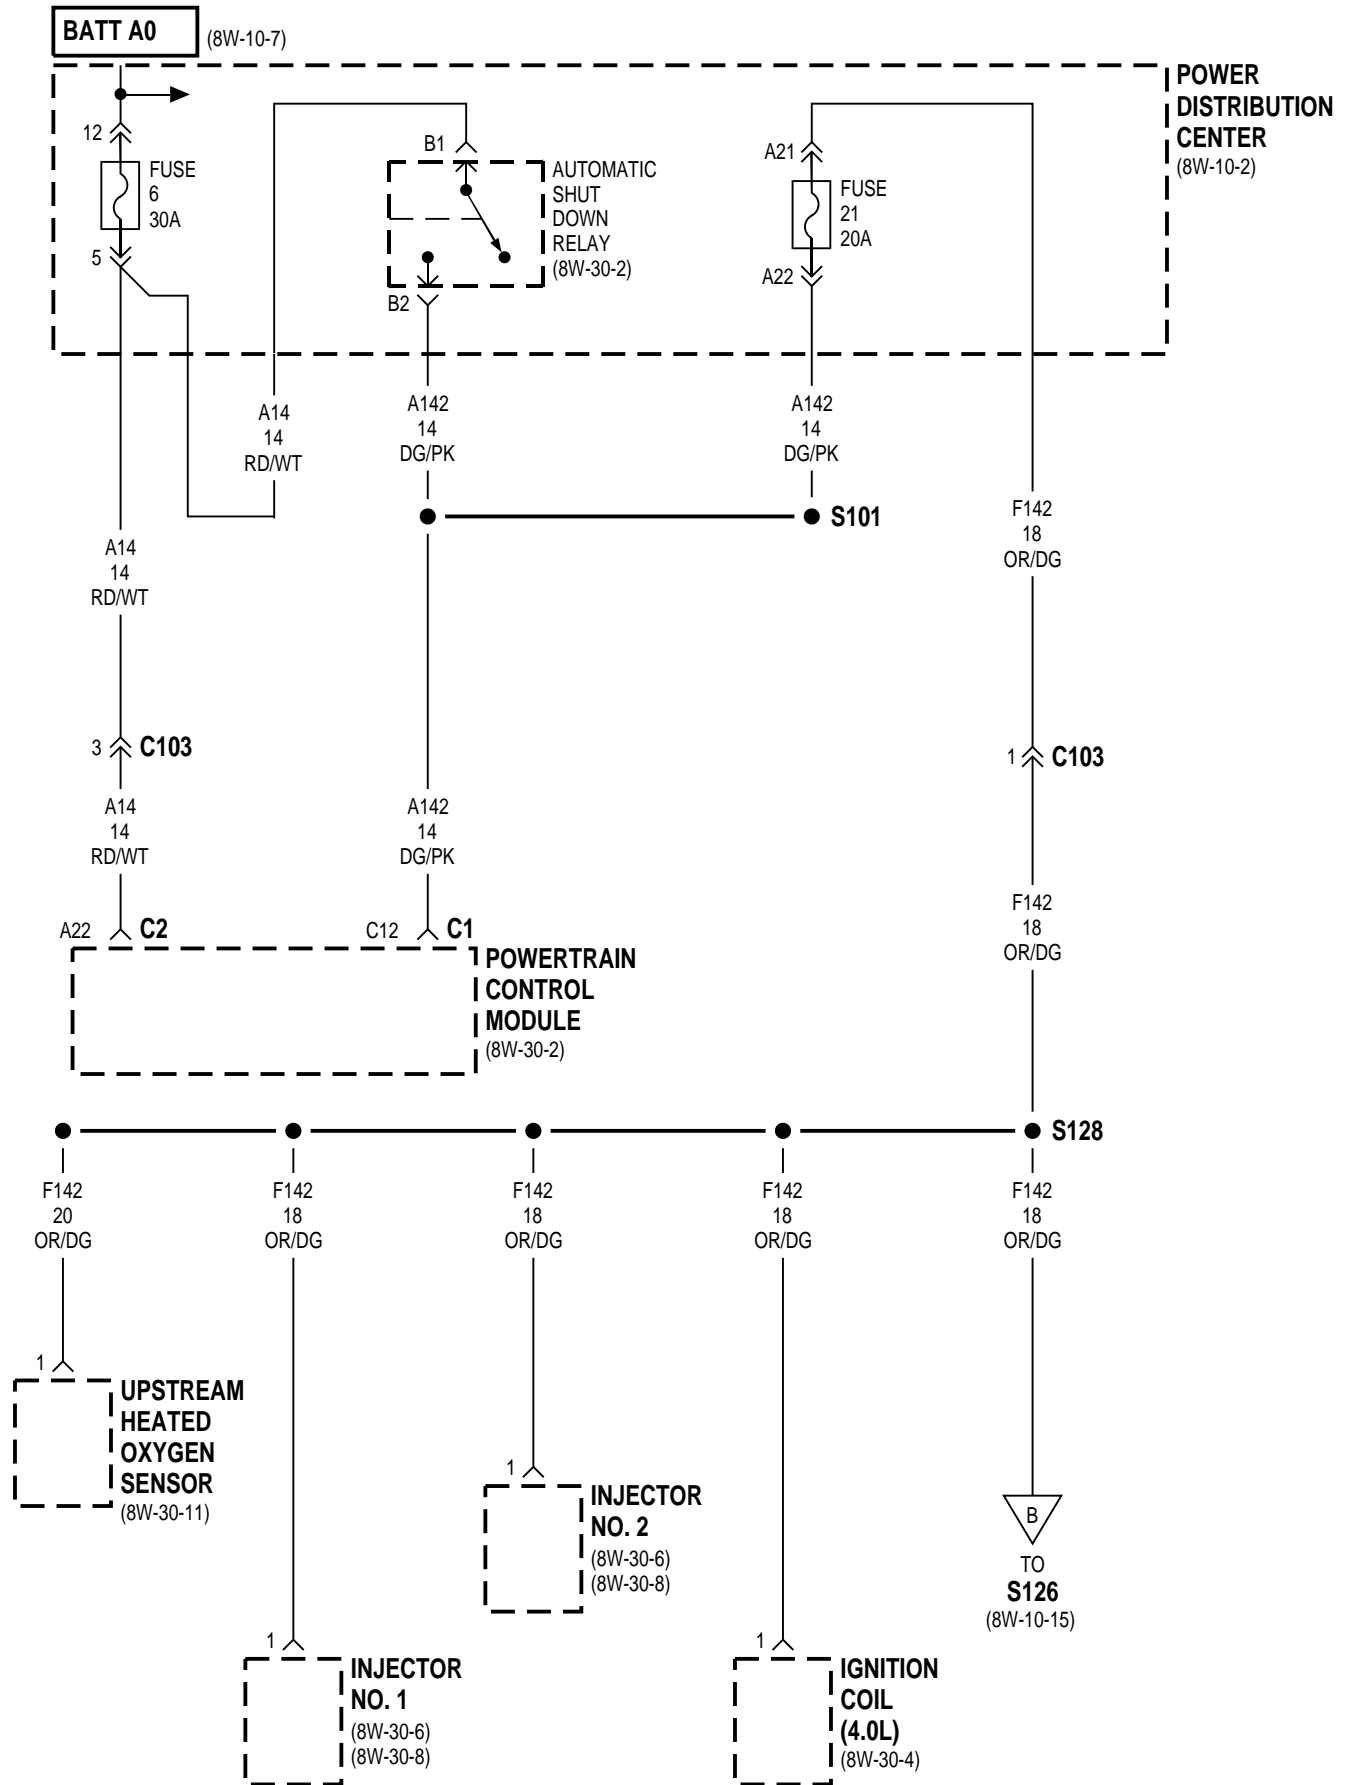 BATT A0
(8W-10-7)
POWER
DISTRIBUTION
CENTER
(8W-10-2)
12
FUSE
6
30A
5
B1
AUTOMATIC
SHUT
DOWN
RELAY
(8W-30-2)
B2
A21
FUSE
21
20A
A22
A14
14
RD/WT
A142
14
DG/PK
A142
14
DG/PK
S101
F142
18
OR/DG
A14
14
RD/WT
3
C103
1
C103
A14
14
RD/WT
A142
14
DG/PK
F142
18
OR/DG
A22
C2
C12
C1
POWERTRAIN
CONTROL
MODULE
(8W-30-2)
S128
F142
20
OR/DG
F142
18
OR/DG
F142
18
OR/DG
F142
18
OR/DG
F142
18
OR/DG
1
UPSTREAM
HEATED
OXYGEN
SENSOR
(8W-30-11)
1
INJECTOR
NO. 2
(8W-30-6)
(8W-30-8)
B
TO
S126
(8W-10-15)
1
INJECTOR
NO. 1
(8W-30-6)
(8W-30-8)
1
IGNITION
COIL
(4.0L)
(8W-30-4)